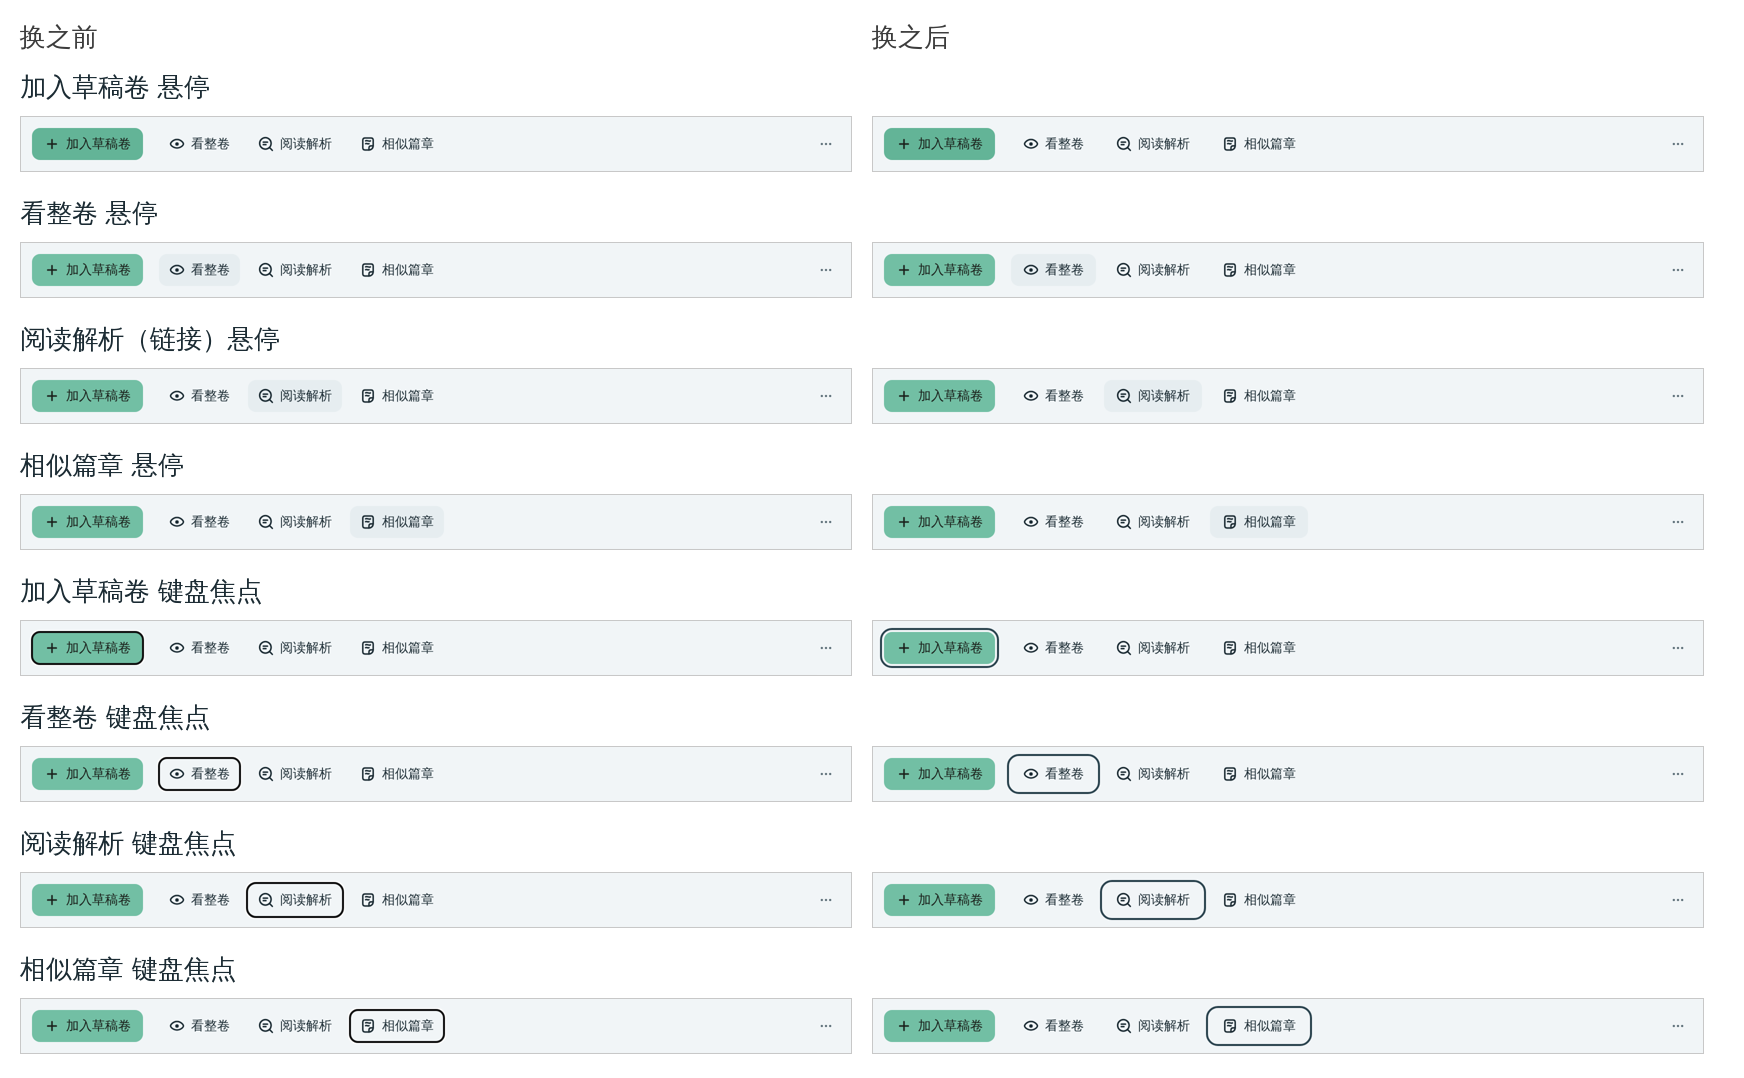 换之前 换之后
加入草稿卷 悬停
加入草稿卷 看整卷 阅读解析 相似篇章 ... 加入草稿卷 看整卷 阅读解析 相似篇章 ...
看整卷 悬停
加入草稿卷 看整卷 阅读解析 相似篇章 ... 加入草稿卷 看整卷 阅读解析 相似篇章 ...
阅读解析（链接）悬停
加入草稿卷 看整卷 阅读解析 相似篇章 ... 加入草稿卷 看整卷 阅读解析 相似篇章 ...
相似篇章 悬停
加入草稿卷 看整卷 阅读解析 相似篇章 ... 加入草稿卷 看整卷 阅读解析 相似篇章 ...
加入草稿卷 键盘焦点
加入草稿卷 看整卷 阅读解析 相似篇章 ... 加入草稿卷 看整卷 阅读解析 相似篇章 ...
看整卷 键盘焦点
加入草稿卷 看整卷 阅读解析 相似篇章 ... 加入草稿卷 看整卷 阅读解析 相似篇章 ...
阅读解析 键盘焦点
加入草稿卷 看整卷 阅读解析 相似篇章 ... 加入草稿卷 看整卷 阅读解析 相似篇章 ...
相似篇章 键盘焦点
加入草稿卷 看整卷 阅读解析 相似篇章 ... 加入草稿卷 看整卷 阅读解析 相似篇章 ...